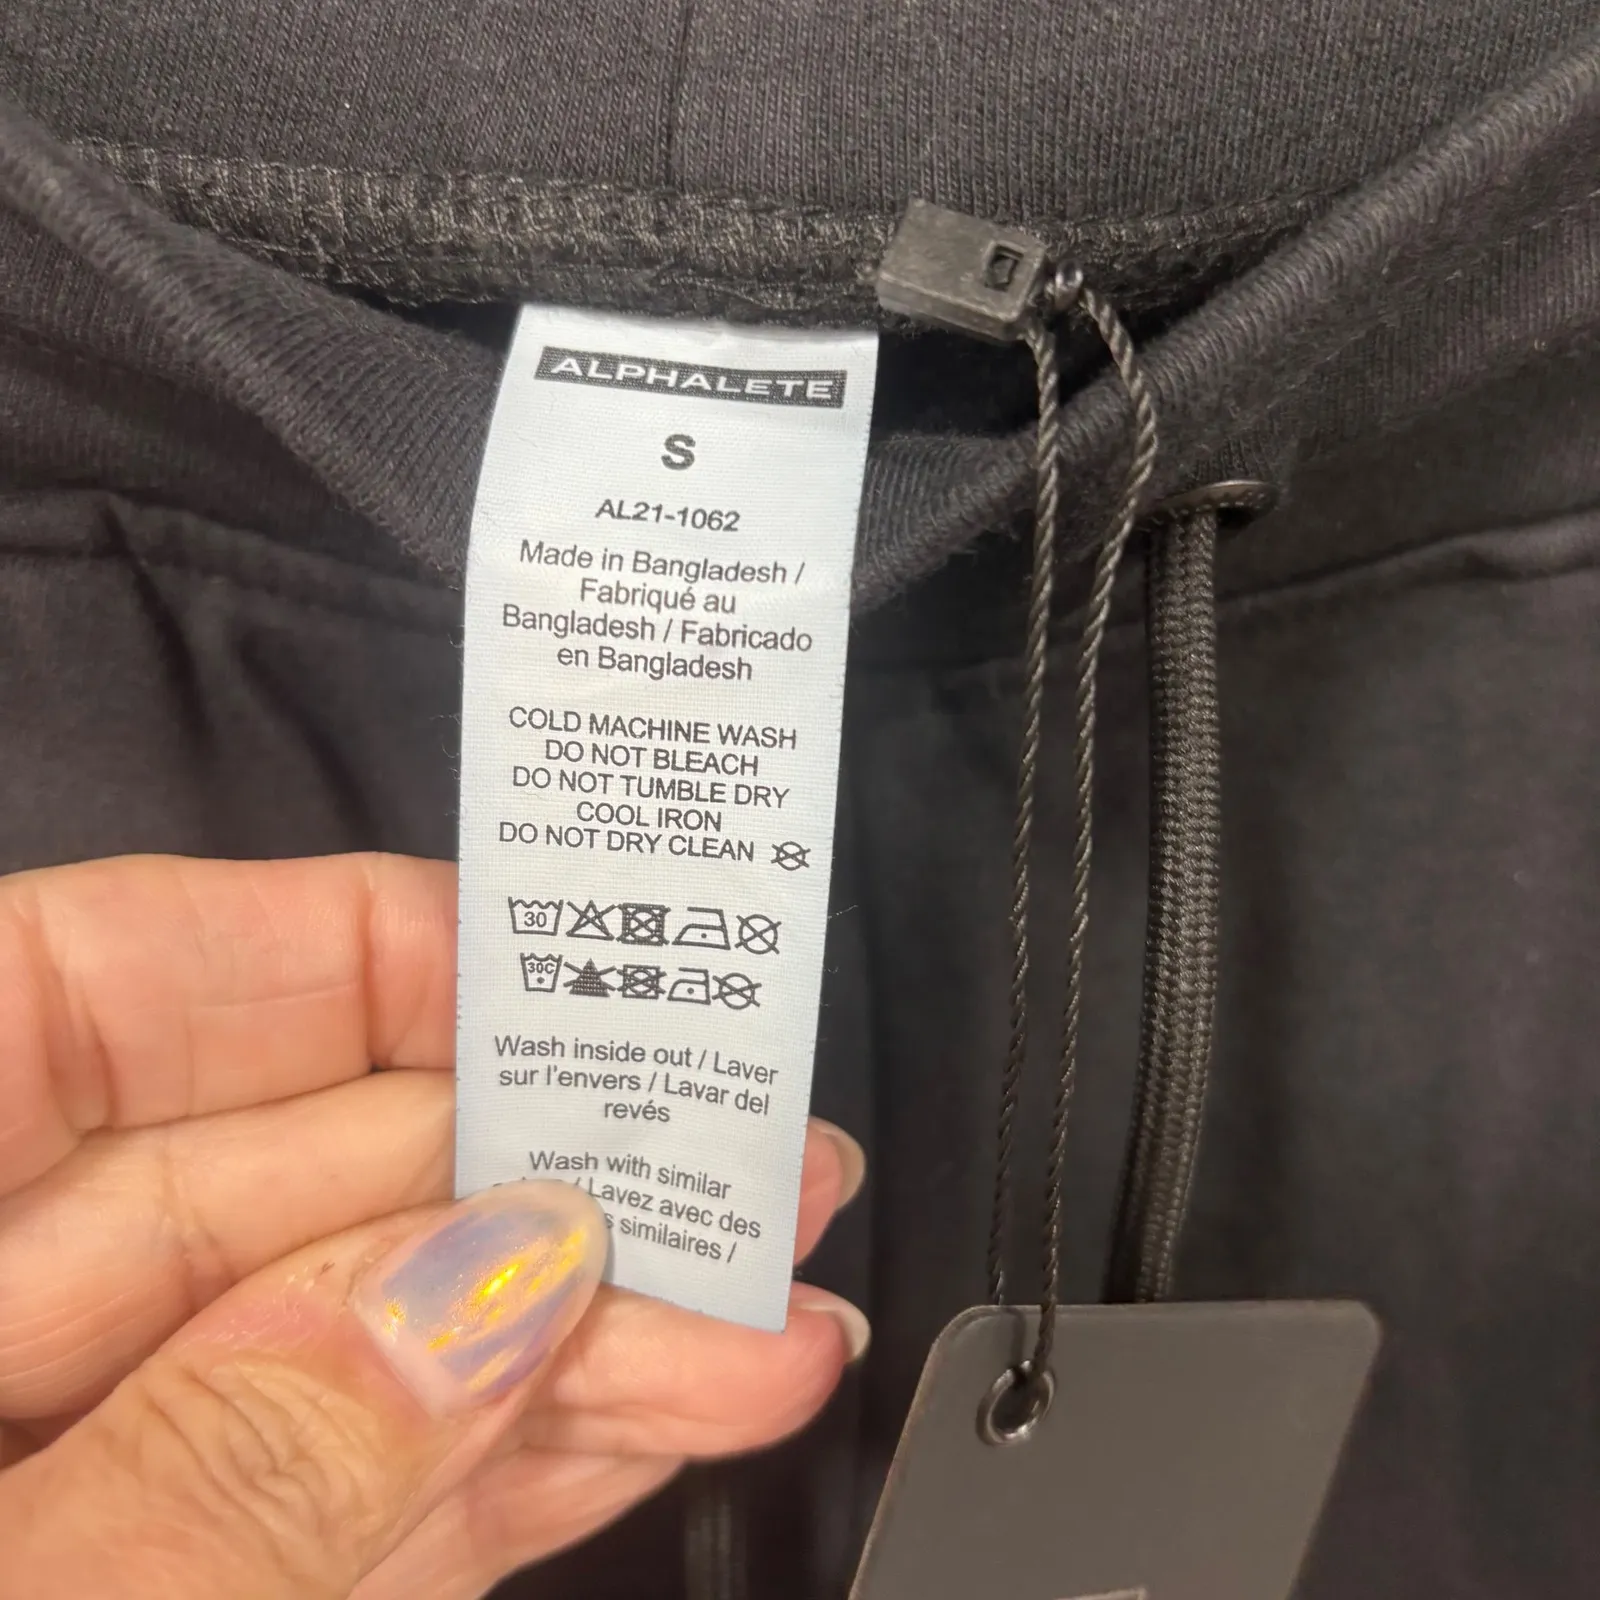 ALPHALETE
S
AL21-1062
Made in Bangladesh /
Fabriqué au
Bangladesh / Fabricado
en Bangladesh
COLD MACHINE WASH
DO NOT BLEACH
DO NOT TUMBLE DRY
COOL IRON
DO NOT DRY CLEAN
30
30C
Wash inside out / Laver
sur l'envers / Lavar del
revés
Wash with similar
/ Lavez avec des
similaires /